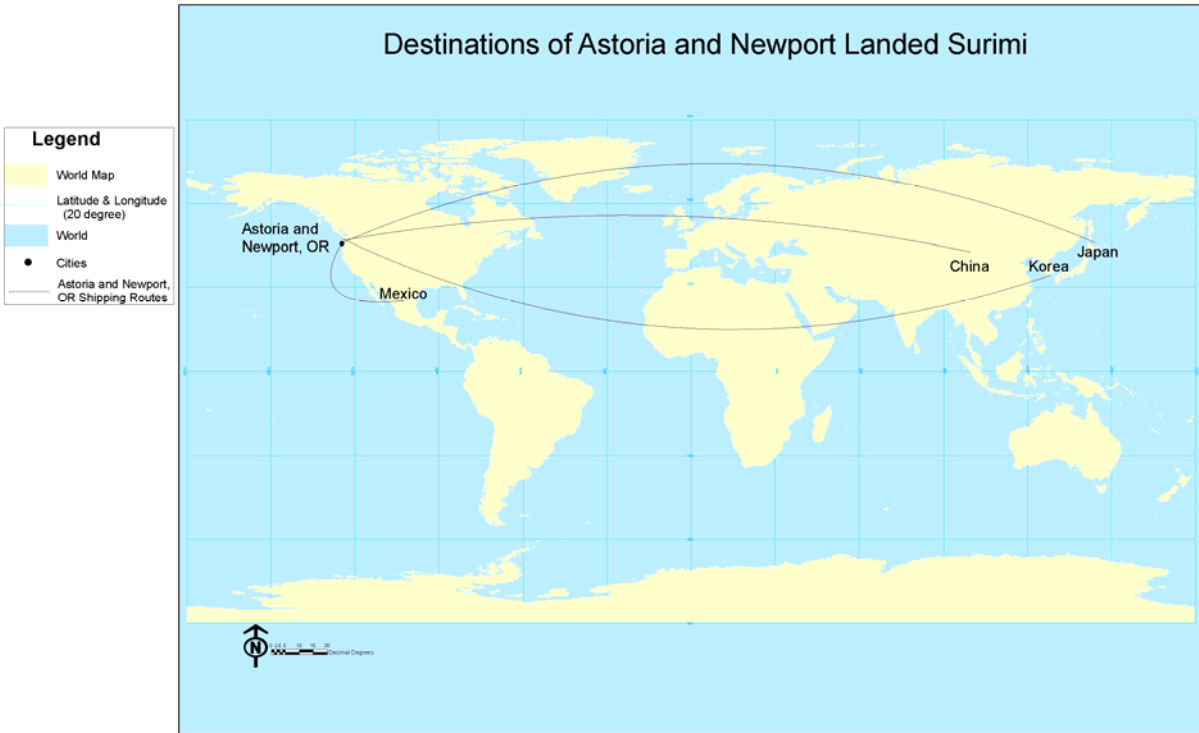 Destinations of Astoria and Newport Landed Surimi
Legend
World Map
Latitude & Longitude
(20 degree)
World
Cities
Astoria and Newport,
OR Shipping Routes
Astoria and
Newport, OR
Mexico
China
Korea
Japan
N
Decimal Degrees